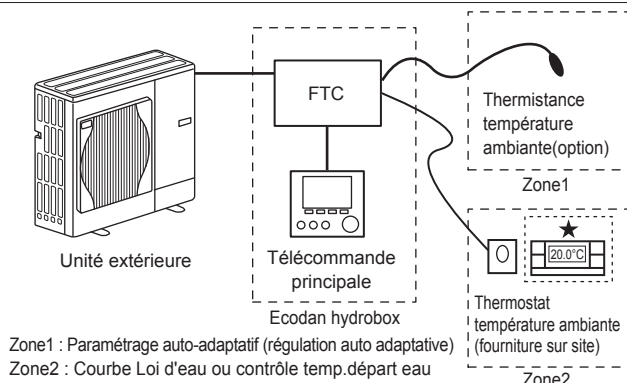 FTC
Thermistance
température
ambiante(option)
Zone1
Unité extérieure
Télécommande
principale
Ecodan hydrobox
20.0°C
Thermostat
température ambiante
(fourniture sur site)
Zone2
Zone1 : Paramétrage auto-adaptatif (régulation auto adaptative)
Zone2 : Courbe Loi d'eau ou contrôle temp.départ eau